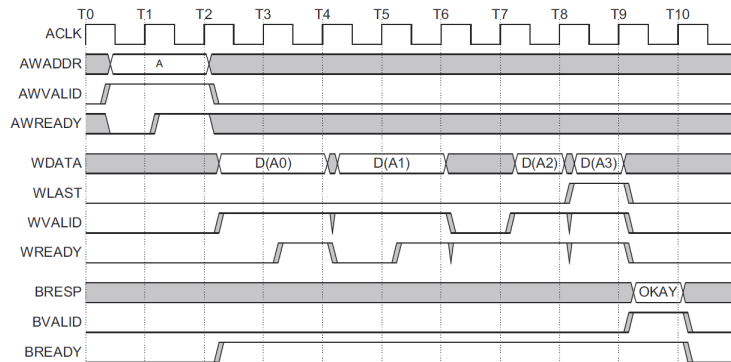 T0 T1 T2 T3 T4 T5 T6 T7 T8 T9 T10
ACLK
AWADDR A
AWVALID
AWREADY
WDATA D(A0) D(A1) D(A2) D(A3)
WLAST
WVALID
WREADY
BRESP OKAY
BVALID
BREADY